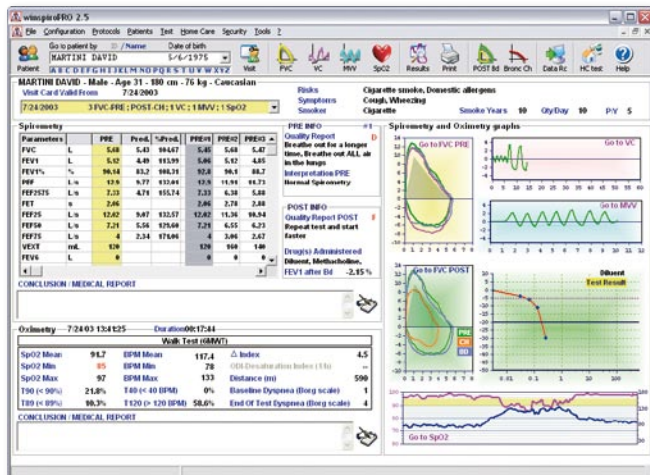 winspiroPRO 2.5
File Configuration Protocols Patients Test Home Care Security Tools ?
Go to patient by ID / Name Date of birth
MARTINI DAVID 5/6/1975
A B C D E F G H I J K L M N O P Q R S T U V W X Y Z
Patient Visit FVC VC MVV SpO2 Results Print POST Bd Bronc Ch Data Rc HC test Help
MARTINI DAVID - Male - Age 31 - 180 cm - 76 kg - Caucasian
Visit Card Valid From 7/24/2003
7/24/2003 3 FVC-PRE ; POST-CH ; 1 VC ; 1 MVV ; 1 SpO2
Risks Cigarette smoke, Domestic allergens
Symptoms Cough, Wheezing
Smoker Cigarette Smoke Years 10 Qty/Day 10 P/Y 5
Spirometry
Parameters PRE Pred. %Pred. PRE#1 PRE#2 PRE#3
FVC L 5,68 5,43 104,67 5,45 5,68 5,47
FEV1 L 5,12 4,49 113,99 5,06 5,12 4,85
FEV1% % 90,14 83,2 108,31 92,8 90,1 88,7
PEF L/s 12,9 9,77 132,01 12,9 11,91 11,73
FEF2575 L/s 7,33 4,71 155,74 7,33 6,38 5,88
FET s 2,06 2,06 2,78 2,88
FEF25 L/s 12,02 9,07 132,57 12,02 11,36 10,94
FEF50 L/s 7,21 5,56 129,60 7,21 6,55 6,23
FEF75 L/s 4 2,34 171,06 4 3,06 2,67
VEXT mL 120 120 160 140
FEV6 L 0 0 0 0
PRE INFO #1
Quality Report D
Breathe out for a longer
time, Breathe out ALL air
in the lungs
Interpretation PRE
Normal Spirometry
POST INFO
Quality Report POST F
Repeat test and start
faster
Drug(s) Administered
Diluent, Methacholine,
FEV1 after Bd -2,15 %
CONCLUSION / MEDICAL REPORT
Spirometry and Oximetry graphs
Go to FVC PRE
Go to VC
Go to MVV
Go to FVC POST
PRE
CH
BD
Diluent
Test Result
Go to SpO2
Oximetry 7/24/03 13:41:25 Duration 00:17:44
Walk Test (6MWT)
SpO2 Mean 91,7 BPM Mean 117,4 Δ Index 4.5
SpO2 Min 85 BPM Min 78 ODI-Desaturation Index (1/h) --
SpO2 Max 97 BPM Max 133 Distance (m) 590
T90 (< 90%) 21,8% T40 (< 40 BPM) 0% Baseline Dyspnea (Borg scale) 1
T89 (< 89%) 10,3% T120 (> 120 BPM) 58,6% End Of Test Dyspnea (Borg scale) 4
CONCLUSION / MEDICAL REPORT